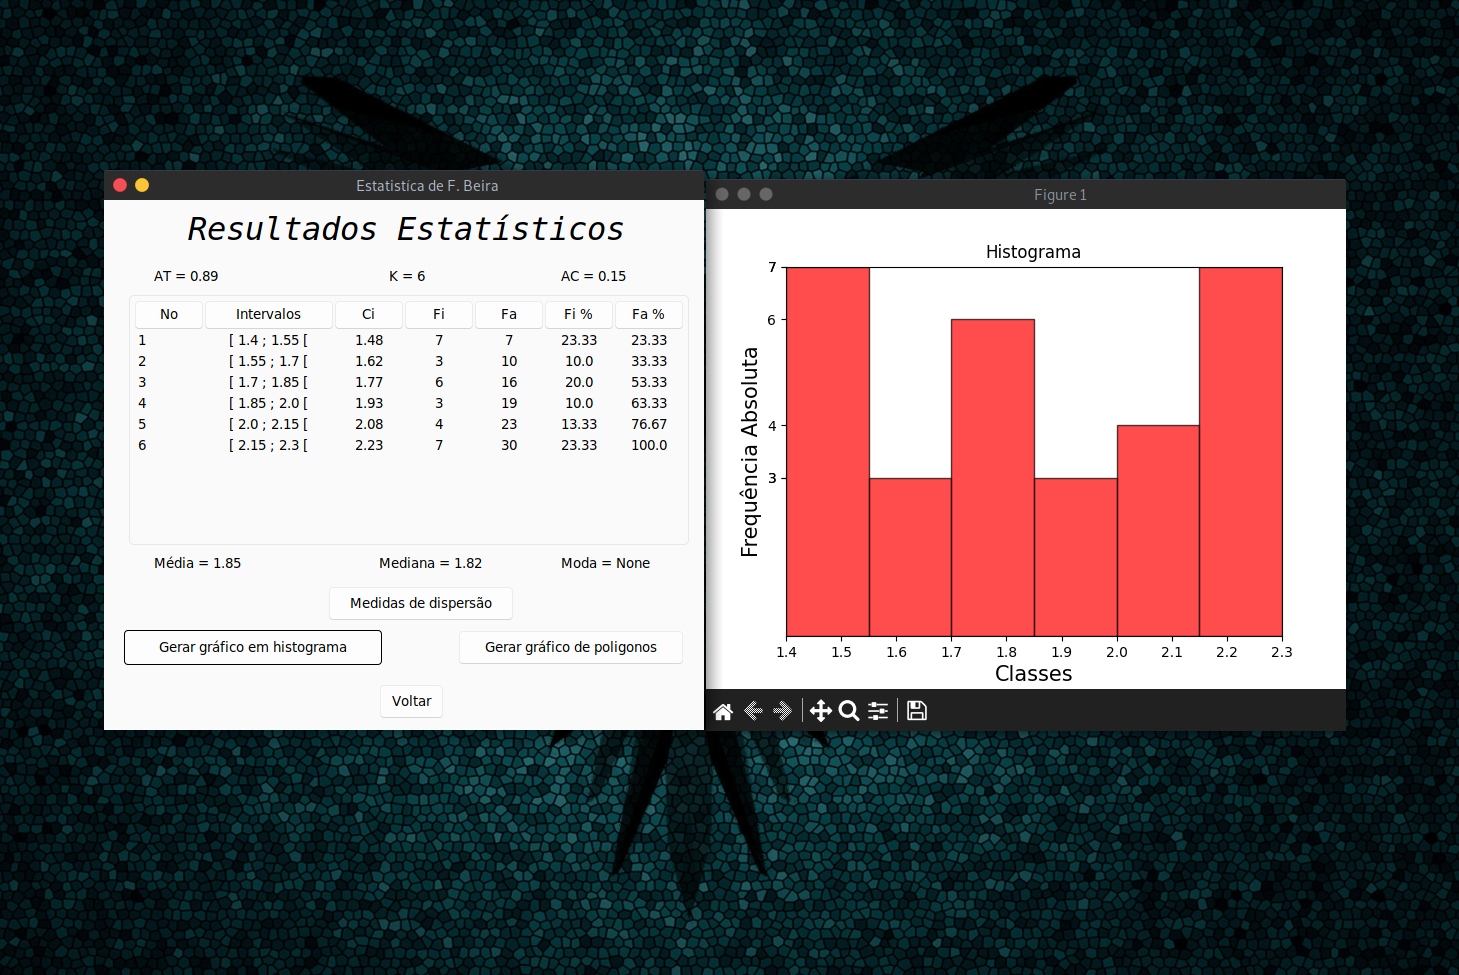 Estatistíca de F. Beira
Resultados Estatísticos
AT = 0.89 K = 6 AC = 0.15
No Intervalos Ci Fi Fa Fi % Fa %
1 [ 1.4 ; 1.55 [ 1.48 7 7 23.33 23.33
2 [ 1.55 ; 1.7 [ 1.62 3 10 10.0 33.33
3 [ 1.7 ; 1.85 [ 1.77 6 16 20.0 53.33
4 [ 1.85 ; 2.0 [ 1.93 3 19 10.0 63.33
5 [ 2.0 ; 2.15 [ 2.08 4 23 13.33 76.67
6 [ 2.15 ; 2.3 [ 2.23 7 30 23.33 100.0
Média = 1.85 Mediana = 1.82 Moda = None
Medidas de dispersão
Gerar gráfico em histograma Gerar gráfico de poligonos
Voltar
Figure 1
Histograma
7
6
4
3
Frequência Absoluta
1.4 1.5 1.6 1.7 1.8 1.9 2.0 2.1 2.2 2.3
Classes